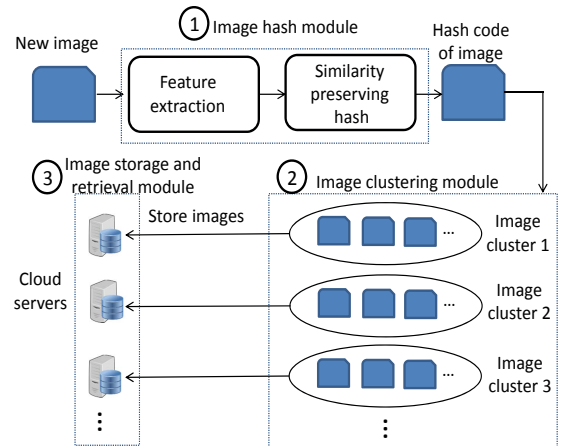 1 Image hash module
New image
Feature
extraction
Similarity
preserving
hash
Hash code
of image
3 Image storage and
retrieval module
2 Image clustering module
Store images
...
Image
cluster 1
Cloud
servers
...
Image
cluster 2
...
Image
cluster 3
...
...